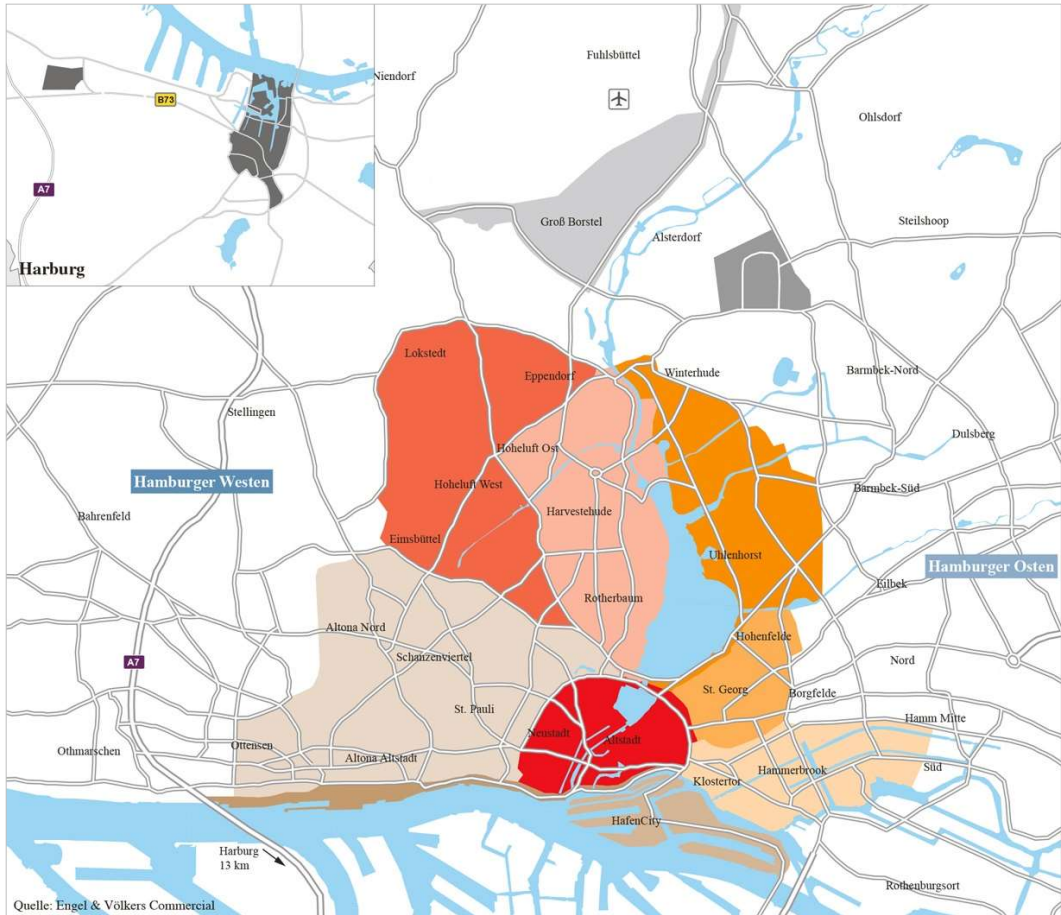 Niendorf
Fuhlsbüttel
B73
Ohlsdorf
A7
Groß Borstel
Alsterdorf
Steilshoop
Harburg
Lokstedt
Eppendorf
Winterhude
Barmbek-Nord
Stellingen
Dulsberg
Hoheluft Ost
Hamburger Westen
Hoheluft West
Barmbek-Süd
Bahrenfeld
Harvestehude
Eimsbüttel
Uhlenhorst
Hamburger Osten
Eilbek
Rotherbaum
Altona Nord
Hohenfelde
Schanzenviertel
A7
Nord
St. Georg
Borgfelde
St. Pauli
Hamm Mitte
Neustadt
Altstadt
Ottensen
Othmarschen
Altona Altstadt
Süd
Hammerbrook
Klostertor
HafenCity
Harburg
13 km
Rothenburgsort
Quelle: Engel & Völkers Commercial